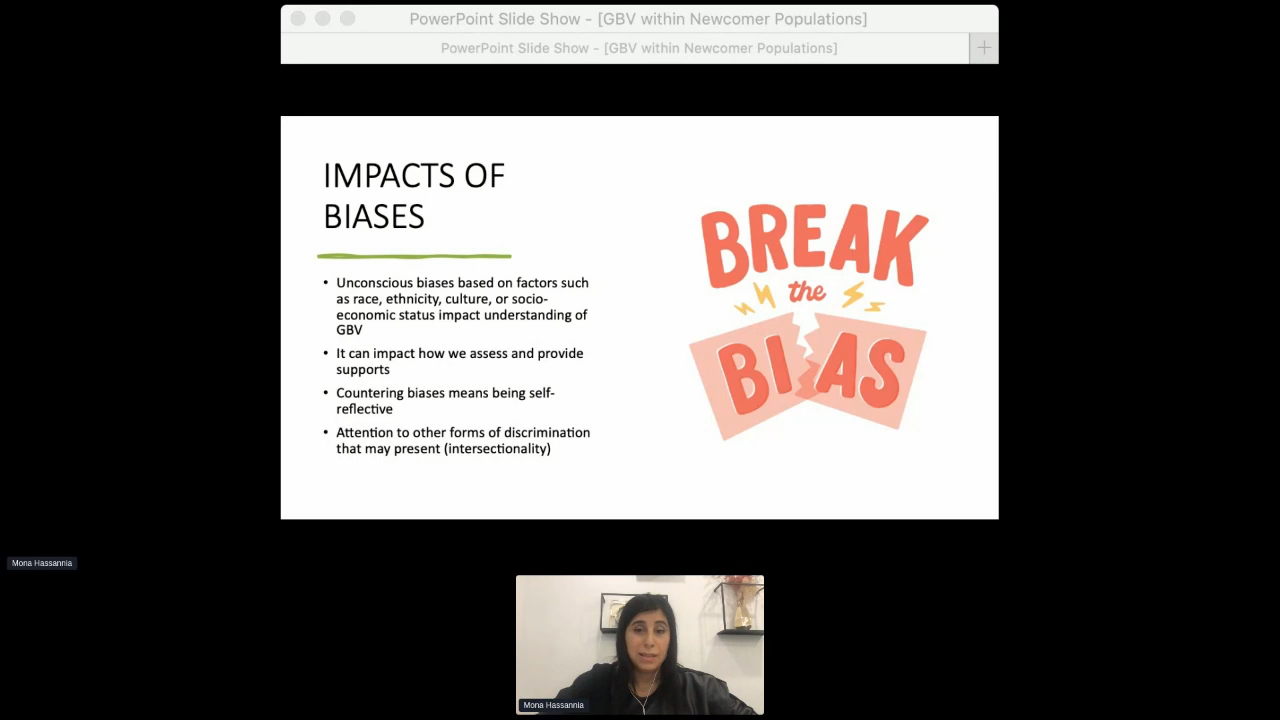 PowerPoint Slide Show - [GBV within Newcomer Populations]
PowerPoint Slide Show - [GBV within Newcomer Populations]
IMPACTS OF
BIASES
• Unconscious biases based on factors such
as race, ethnicity, culture, or socio-
economic status impact understanding of
GBV
• It can impact how we assess and provide
supports
• Countering biases means being self-
reflective
• Attention to other forms of discrimination
that may present (intersectionality)
BREAK
the
BIAS
Mona Hassannia
Mona Hassannia